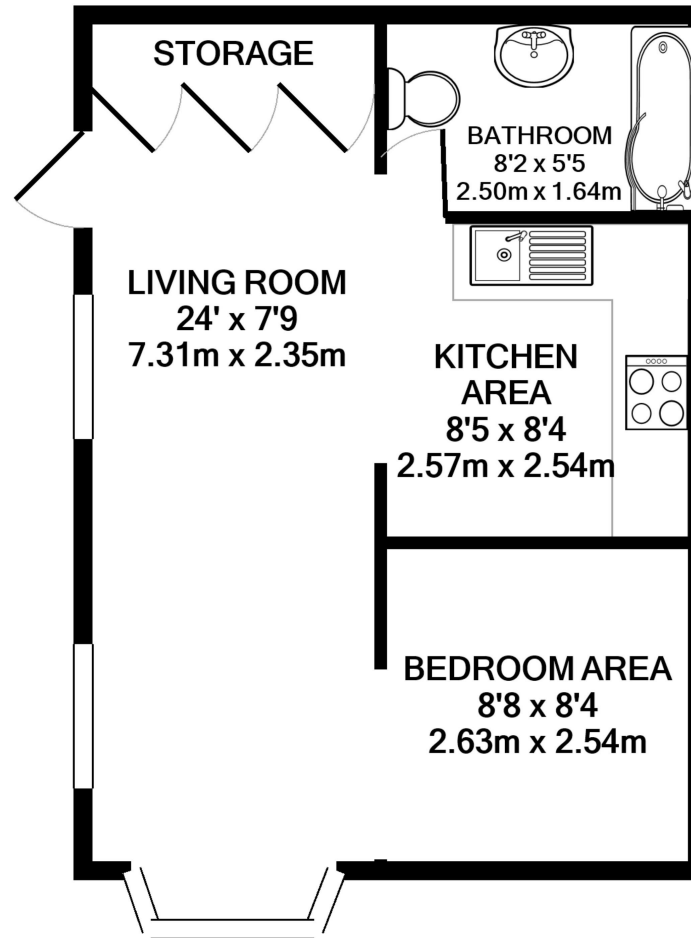 STORAGE
BATHROOM
8'2 x 5'5
2.50m x 1.64m
LIVING ROOM
24' x 7'9
7.31m x 2.35m
KITCHEN
AREA
8'5 x 8'4
2.57m x 2.54m
BEDROOM AREA
8'8 x 8'4
2.63m x 2.54m